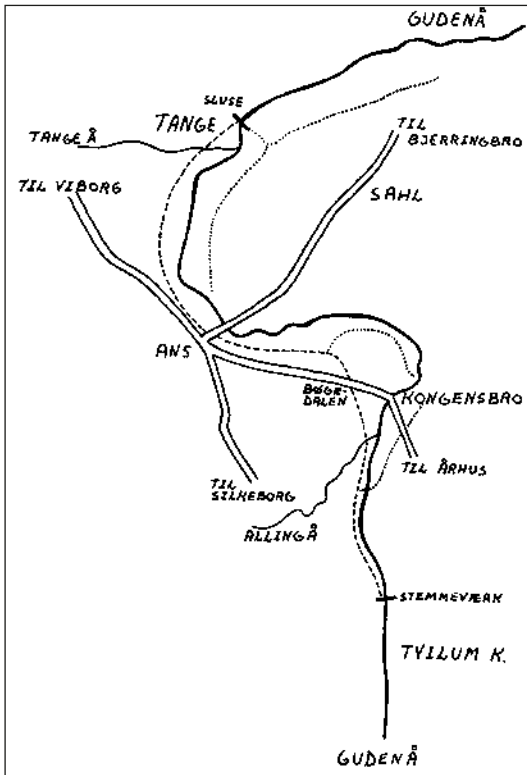 GUDENÅ
SLUSE
TANGE
TIL
BJERRINGBRO
TANGE Å
TIL VIBORG
SAHL
ANS
BØGE-
DALEN
KONGENSBRO
TIL ÅRHUS
TIL
SILKEBORG
ALLINGÅ
STEMMEVÆRK
TVILUM K.
GUDENÅ